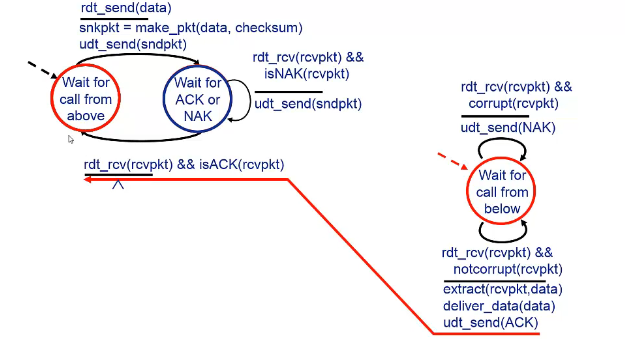 rdt_send(data)
snkpkt = make_pkt(data, checksum)
udt_send(sndpkt)
Wait for
call from
above
Wait for
ACK or
NAK
rdt_rcv(rcvpkt) &&
isNAK(rcvpkt)
udt_send(sndpkt)
rdt_rcv(rcvpkt) && isACK(rcvpkt)
Λ
rdt_rcv(rcvpkt) &&
corrupt(rcvpkt)
udt_send(NAK)
Wait for
call from
below
rdt_rcv(rcvpkt) &&
notcorrupt(rcvpkt)
extract(rcvpkt,data)
deliver_data(data)
udt_send(ACK)